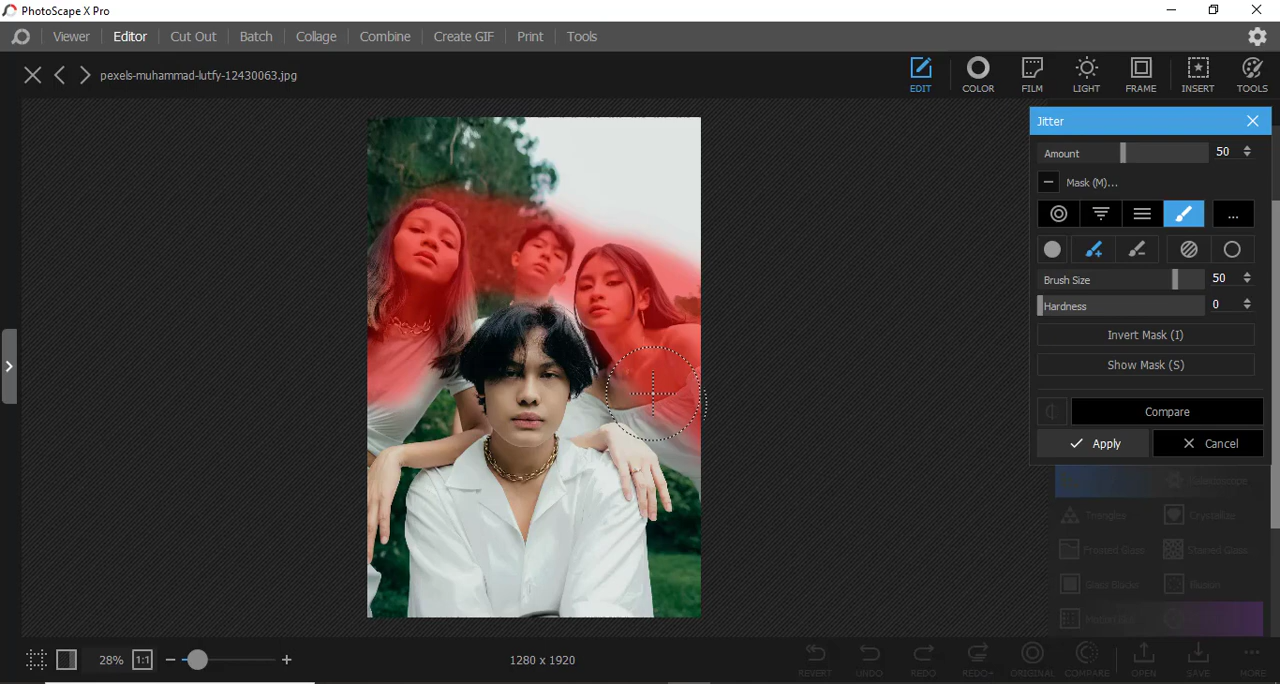 PhotoScape X Pro
Viewer Editor Cut Out Batch Collage Combine Create GIF Print Tools
pexels-muhammad-lutfy-12430063.jpg
EDIT COLOR FILM LIGHT FRAME INSERT TOOLS
Jitter
Amount 50
Mask (M)...
...
Brush Size 50
Hardness 0
Invert Mask (I)
Show Mask (S)
Compare
Apply Cancel
Kaleidoscope
Triangles Crystallize
Frosted Glass Stained Glass
Glass Blocks
28% 1:1 1280 x 1920
REVERT UNDO REDO REDO+ ORIGINAL COMPARE OPEN SAVE MORE